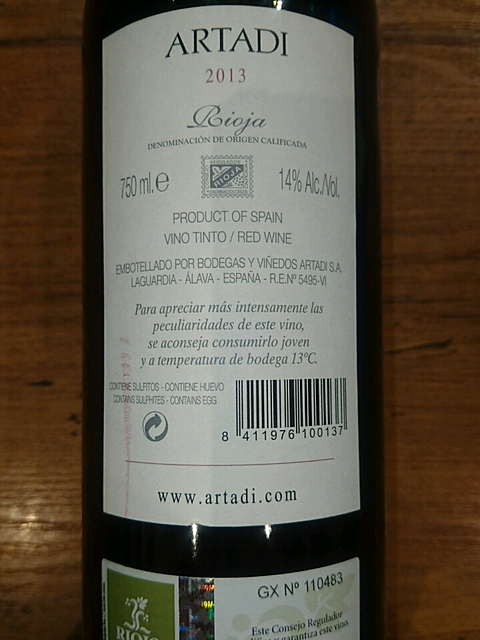 ARTADI
2013
Rioja
DENOMINACIÓN DE ORIGEN CALIFICADA
RIOJA
750 ml. e 14% Alc./Vol.
PRODUCT OF SPAIN
VINO TINTO / RED WINE
EMBOTELLADO POR BODEGAS Y VIÑEDOS ARTADI S.A.
LAGUARDIA - ÁLAVA - ESPAÑA - R.E.Nº 5495-VI
Para apreciar más intensamente las
peculiaridades de este vino,
se aconseja consumirlo joven
y a temperatura de bodega 13ºC.
CONTIENE SULFITOS - CONTIENE HUEVO
CONTAINS SULPHITES - CONTAINS EGG
8 411976 100137
www.artadi.com
GX Nº 110483
Este Consejo Regulador
garantiza este vino.
RIOJA